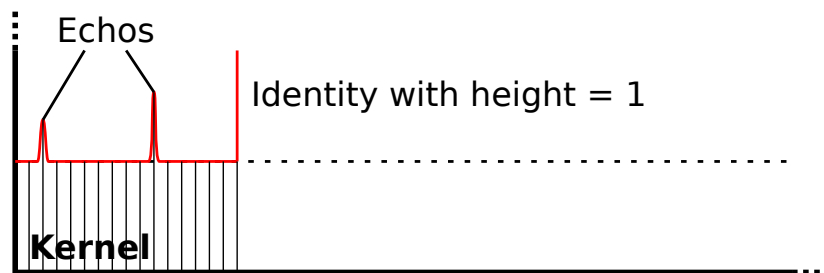 Echos
Identity with height = 1
Kernel